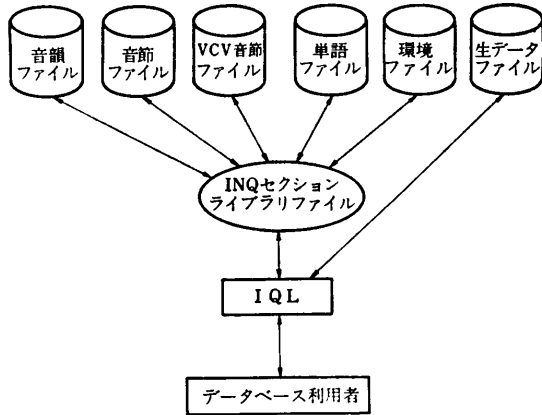 音韻
ファイル
音節
ファイル
VCV音節
ファイル
単語
ファイル
環境
ファイル
生データ
ファイル
INQセクション
ライブラリファイル
IQL
データベース利用者